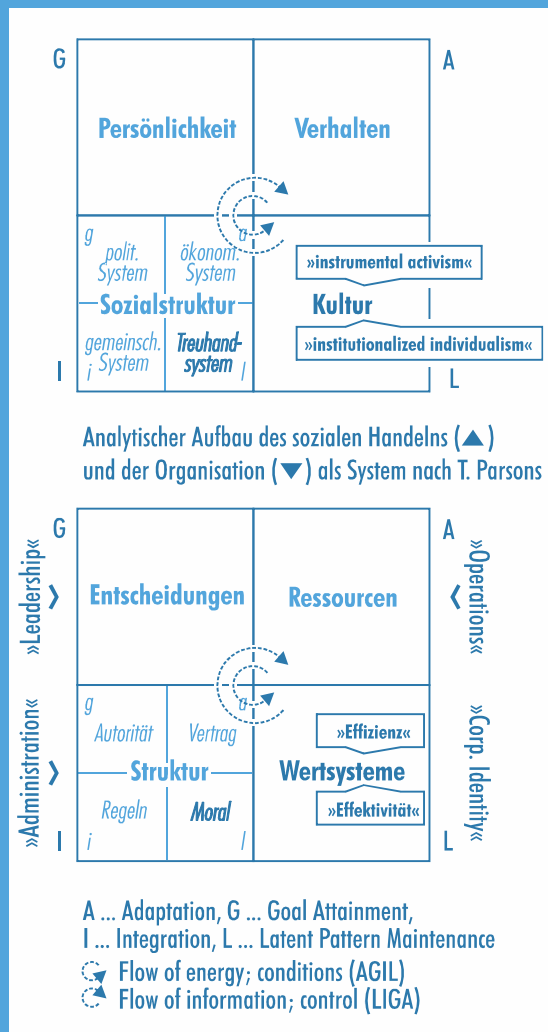 G
A
Persönlichkeit
Verhalten
g
a
polit.
System
ökonom.
System
»instrumental activism«
Sozialstruktur
Kultur
gemeinsch.
System
Treuhand-
system
»institutionalized individualism«
I
i
l
L
Analytischer Aufbau des sozialen Handelns (▲)
und der Organisation (▼) als System nach T. Parsons
G
A
»Leadership«
»Operations«
Entscheidungen
Ressourcen
g
a
Autorität
Vertrag
»Effizienz«
»Administration«
»Corp. Identity«
Struktur
Wertsysteme
Regeln
Moral
»Effektivität«
I
i
l
L
A ... Adaptation, G ... Goal Attainment,
I ... Integration, L ... Latent Pattern Maintenance
Flow of energy; conditions (AGIL)
Flow of information; control (LIGA)